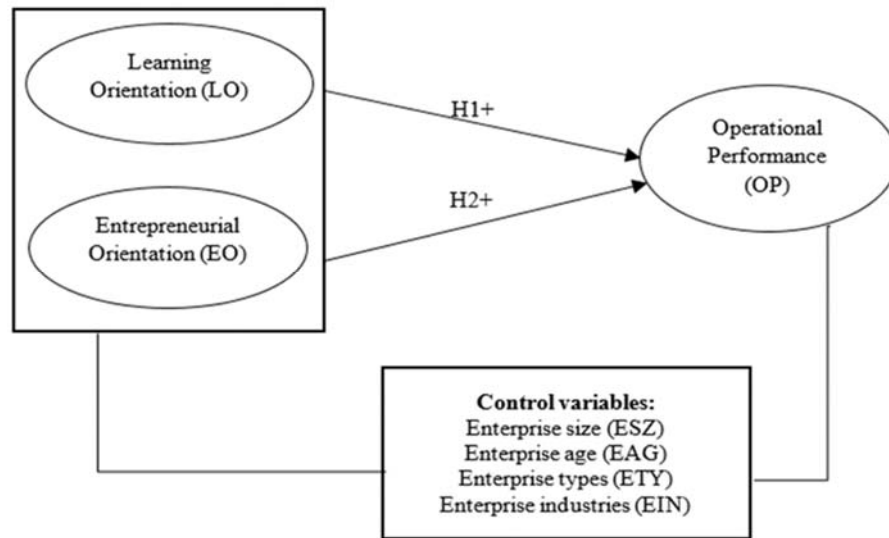 Learning
Orientation (LO)
H1+
Operational
Performance
(OP)
H2+
Entrepreneurial
Orientation (EO)
Control variables:
Enterprise size (ESZ)
Enterprise age (EAG)
Enterprise types (ETY)
Enterprise industries (EIN)